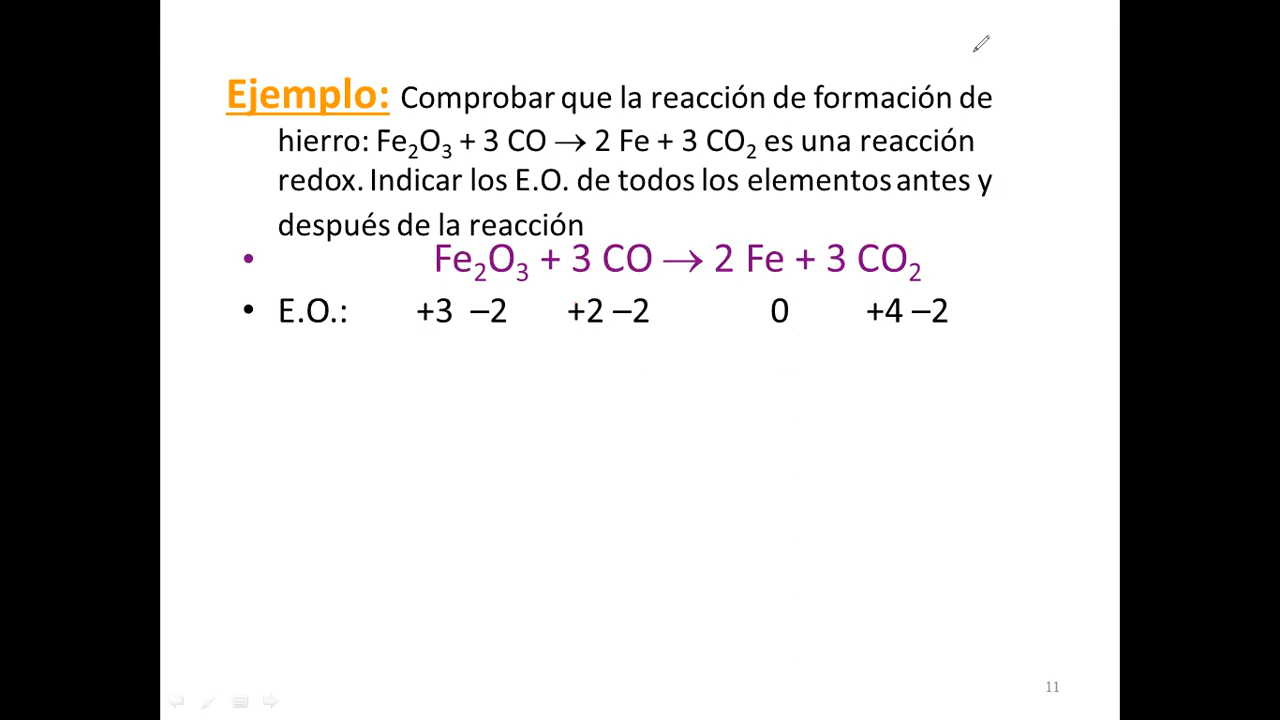 Ejemplo: Comprobar que la reacción de formación de
hierro: Fe₂O₃ + 3 CO → 2 Fe + 3 CO₂ es una reacción
redox. Indicar los E.O. de todos los elementos antes y
después de la reacción
• Fe₂O₃ + 3 CO → 2 Fe + 3 CO₂
• E.O.: +3 –2 +2 –2 0 +4 –2
11